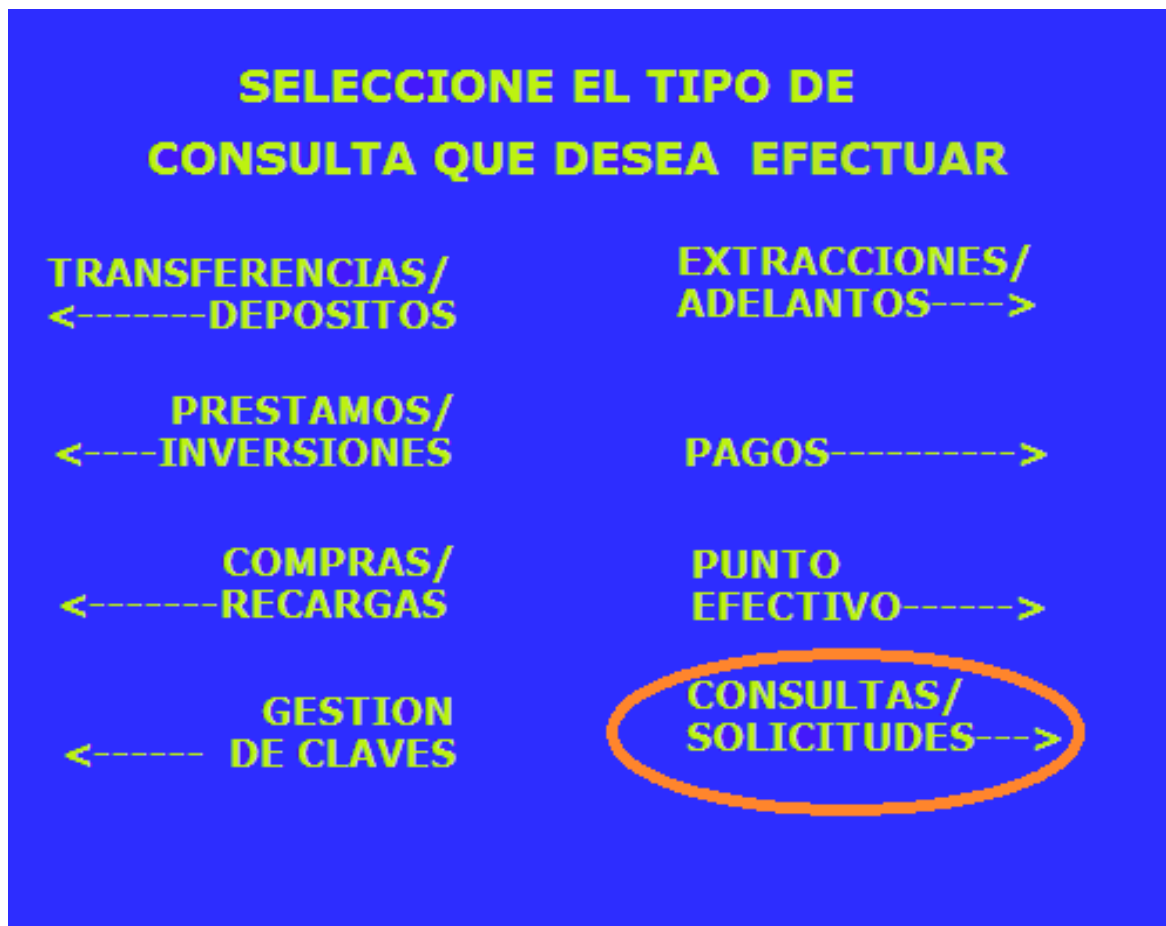 SELECCIONE EL TIPO DE
CONSULTA QUE DESEA EFECTUAR
TRANSFERENCIAS/
<-------DEPOSITOS
EXTRACCIONES/
ADELANTOS---->
PRESTAMOS/
<----INVERSIONES
PAGOS---------->
COMPRAS/
<-------RECARGAS
PUNTO
EFECTIVO------>
GESTION
<------ DE CLAVES
CONSULTAS/
SOLICITUDES--->